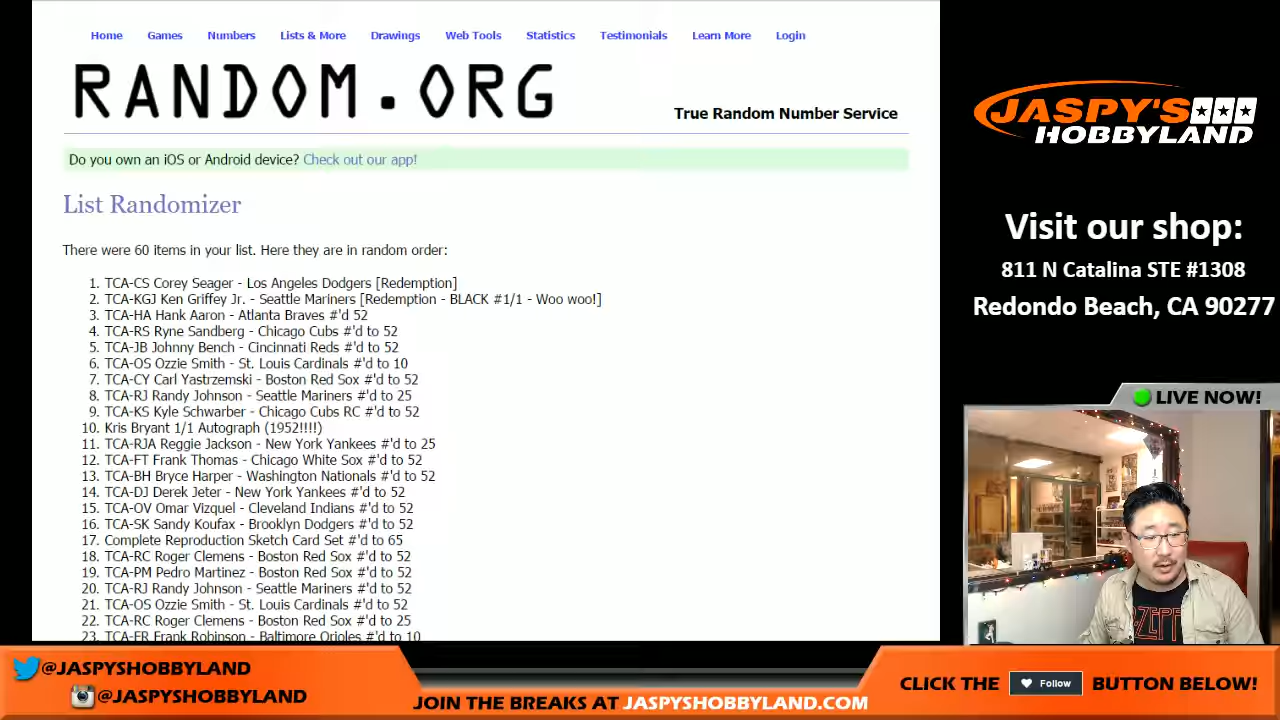 Home Games Numbers Lists & More Drawings Web Tools Statistics Testimonials Learn More Login
RANDOM.ORG
True Random Number Service
Do you own an iOS or Android device? Check out our app!
List Randomizer
There were 60 items in your list. Here they are in random order:
1. TCA-CS Corey Seager - Los Angeles Dodgers [Redemption]
2. TCA-KGJ Ken Griffey Jr. - Seattle Mariners [Redemption - BLACK #1/1 - Woo woo!]
3. TCA-HA Hank Aaron - Atlanta Braves #'d 52
4. TCA-RS Ryne Sandberg - Chicago Cubs #'d to 52
5. TCA-JB Johnny Bench - Cincinnati Reds #'d to 52
6. TCA-OS Ozzie Smith - St. Louis Cardinals #'d to 10
7. TCA-CY Carl Yastrzemski - Boston Red Sox #'d to 52
8. TCA-RJ Randy Johnson - Seattle Mariners #'d to 25
9. TCA-KS Kyle Schwarber - Chicago Cubs RC #'d to 52
10. Kris Bryant 1/1 Autograph (1952!!!!)
11. TCA-RJA Reggie Jackson - New York Yankees #'d to 25
12. TCA-FT Frank Thomas - Chicago White Sox #'d to 52
13. TCA-BH Bryce Harper - Washington Nationals #'d to 52
14. TCA-DJ Derek Jeter - New York Yankees #'d to 52
15. TCA-OV Omar Vizquel - Cleveland Indians #'d to 52
16. TCA-SK Sandy Koufax - Brooklyn Dodgers #'d to 52
17. Complete Reproduction Sketch Card Set #'d to 65
18. TCA-RC Roger Clemens - Boston Red Sox #'d to 52
19. TCA-PM Pedro Martinez - Boston Red Sox #'d to 52
20. TCA-RJ Randy Johnson - Seattle Mariners #'d to 52
21. TCA-OS Ozzie Smith - St. Louis Cardinals #'d to 52
22. TCA-RC Roger Clemens - Boston Red Sox #'d to 25
23. TCA-FR Frank Robinson - Baltimore Orioles #'d to 10
JASPY'S
HOBBYLAND
Visit our shop:
811 N Catalina STE #1308
Redondo Beach, CA 90277
LIVE NOW!
@JASPYSHOBBYLAND
@JASPYSHOBBYLAND
JOIN THE BREAKS AT JASPYSHOBBYLAND.COM
CLICK THE Follow BUTTON BELOW!